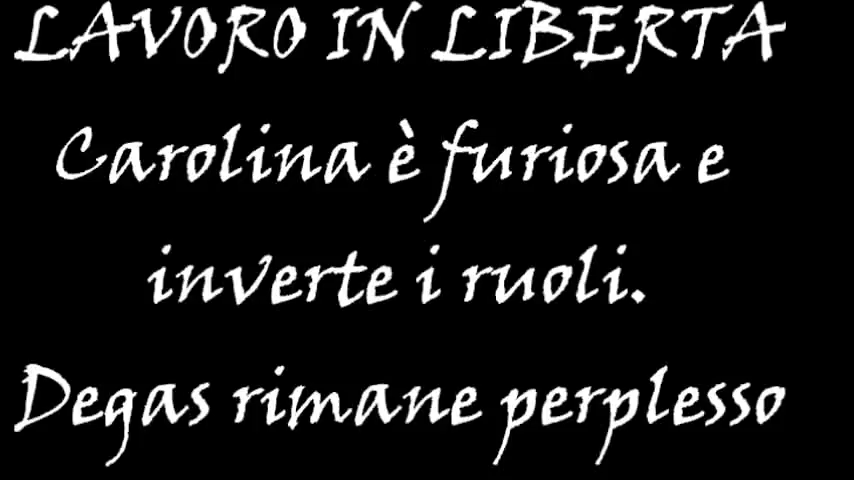 LAVORO IN LIBERTA
Carolina è furiosa e
inverte i ruoli.
Degas rimane perplesso